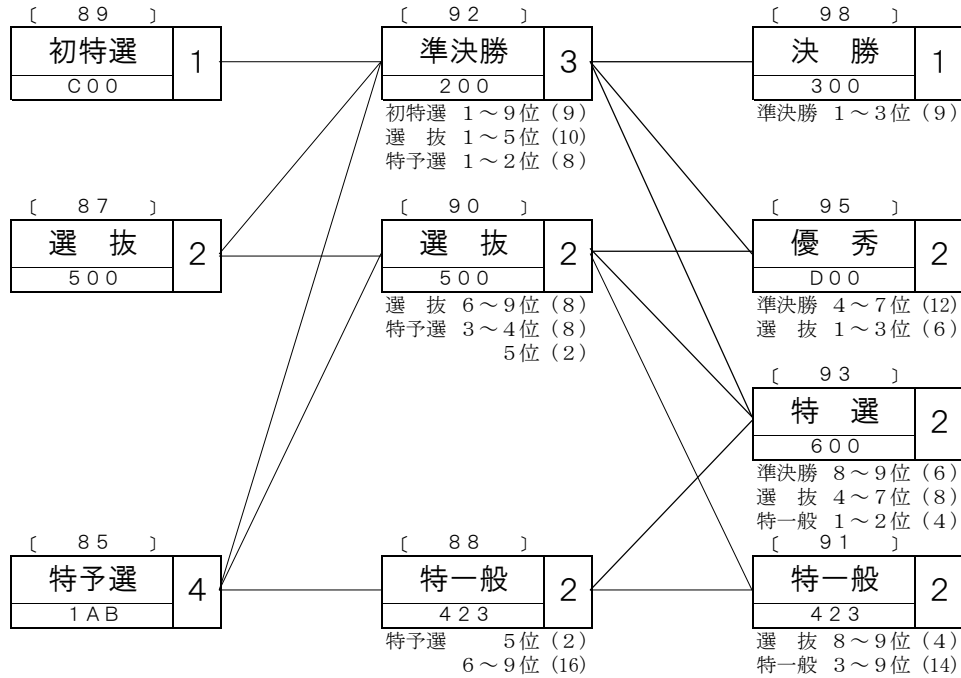 〔 ８９ 〕
初特選 1
Ｃ００
〔 ９２ 〕
準決勝 3
２００
初特選 １～９位（９）
選　抜 １～５位（10）
特予選 １～２位（８）
〔 ９８ 〕
決　勝 1
３００
準決勝 １～３位（９）
〔 ８７ 〕
選　抜 2
５００
〔 ９０ 〕
選　抜 2
５００
選　抜 ６～９位（８）
特予選 ３～４位（８）
５位（２）
〔 ９５ 〕
優　秀 2
Ｄ００
準決勝 ４～７位（12）
選　抜 １～３位（６）
〔 ９３ 〕
特　選 2
６００
準決勝 ８～９位（６）
選　抜 ４～７位（８）
特一般 １～２位（４）
〔 ８５ 〕
特予選 4
１ＡＢ
〔 ８８ 〕
特一般 2
４２３
特予選 ５位（２）
６～９位（16）
〔 ９１ 〕
特一般 2
４２３
選　抜 ８～９位（４）
特一般 ３～９位（14）